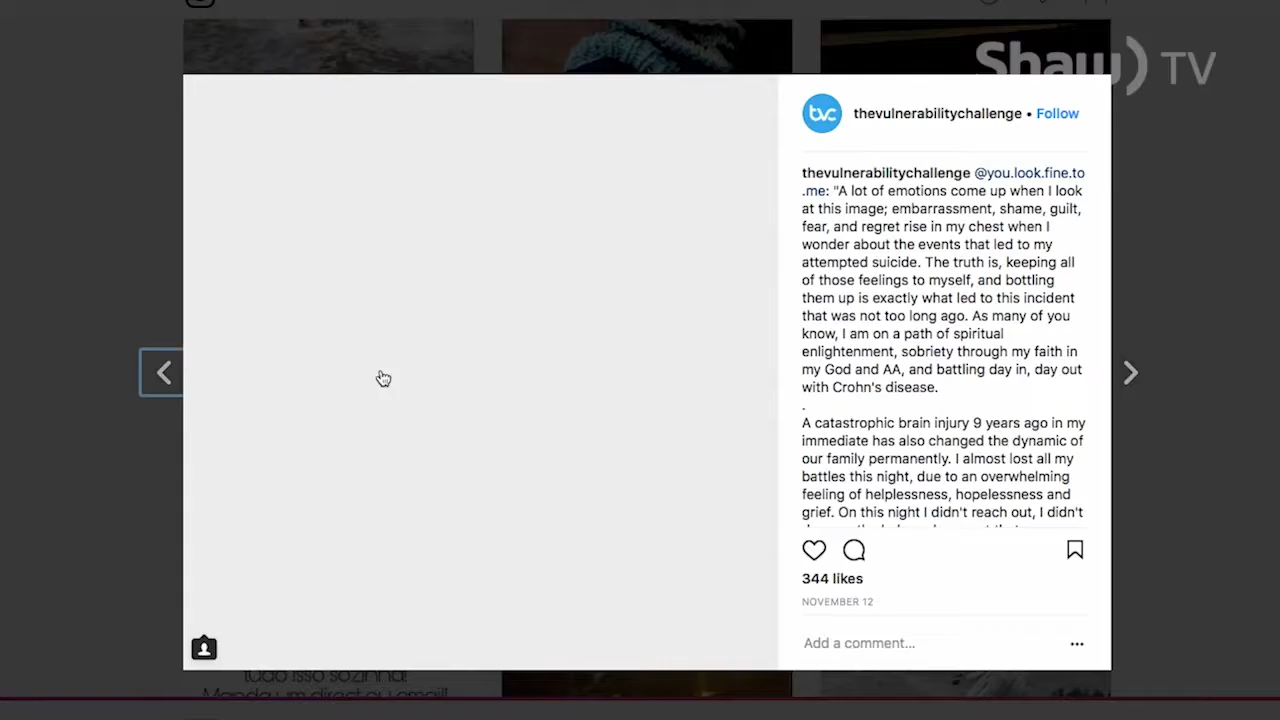 Shaw) TV
tvc
thevulnerabilitychallenge • Follow
thevulnerabilitychallenge @you.look.fine.to
.me: "A lot of emotions come up when I look
at this image; embarrassment, shame, guilt,
fear, and regret rise in my chest when I
wonder about the events that led to my
attempted suicide. The truth is, keeping all
of those feelings to myself, and bottling
them up is exactly what led to this incident
that was not too long ago. As many of you
know, I am on a path of spiritual
enlightenment, sobriety through my faith in
my God and AA, and battling day in, day out
with Crohn's disease.
.
A catastrophic brain injury 9 years ago in my
immediate has also changed the dynamic of
our family permanently. I almost lost all my
battles this night, due to an overwhelming
feeling of helplessness, hopelessness and
grief. On this night I didn't reach out, I didn't
344 likes
NOVEMBER 12
Add a comment...
tudo isso sozinha!
Manda um direct ou email!